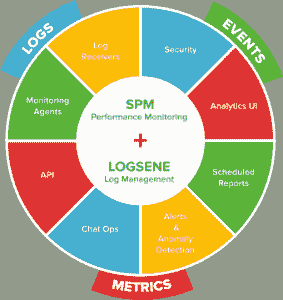 LOGS
EVENTS
Log
Receivers
Security
Monitoring
Agents
Analytics UI
SPM
Performance Monitoring
+
LOGSENE
Log Management
API
Scheduled
Reports
Chat Ops
Alerts
&
Anomaly
Detection
METRICS